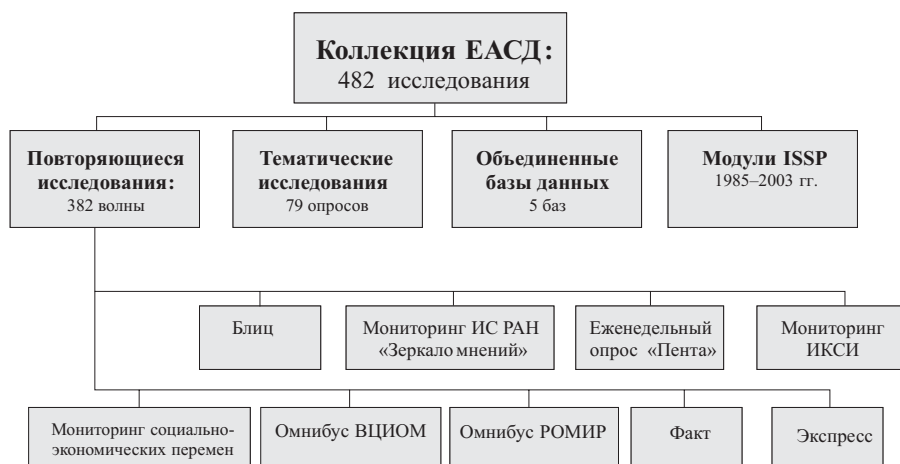 Коллекция ЕАСД:
482 исследования
Повторяющиеся
исследования:
382 волны
Тематические
исследования
79 опросов
Объединенные
базы данных
5 баз
Модули ISSP
1985–2003 гг.
Блиц
Мониторинг ИС РАН
«Зеркало мнений»
Еженедельный
опрос «Пента»
Мониторинг
ИКСИ
Мониторинг социально-
экономических перемен
Омнибус ВЦИОМ
Омнибус РОМИР
Факт
Экспресс